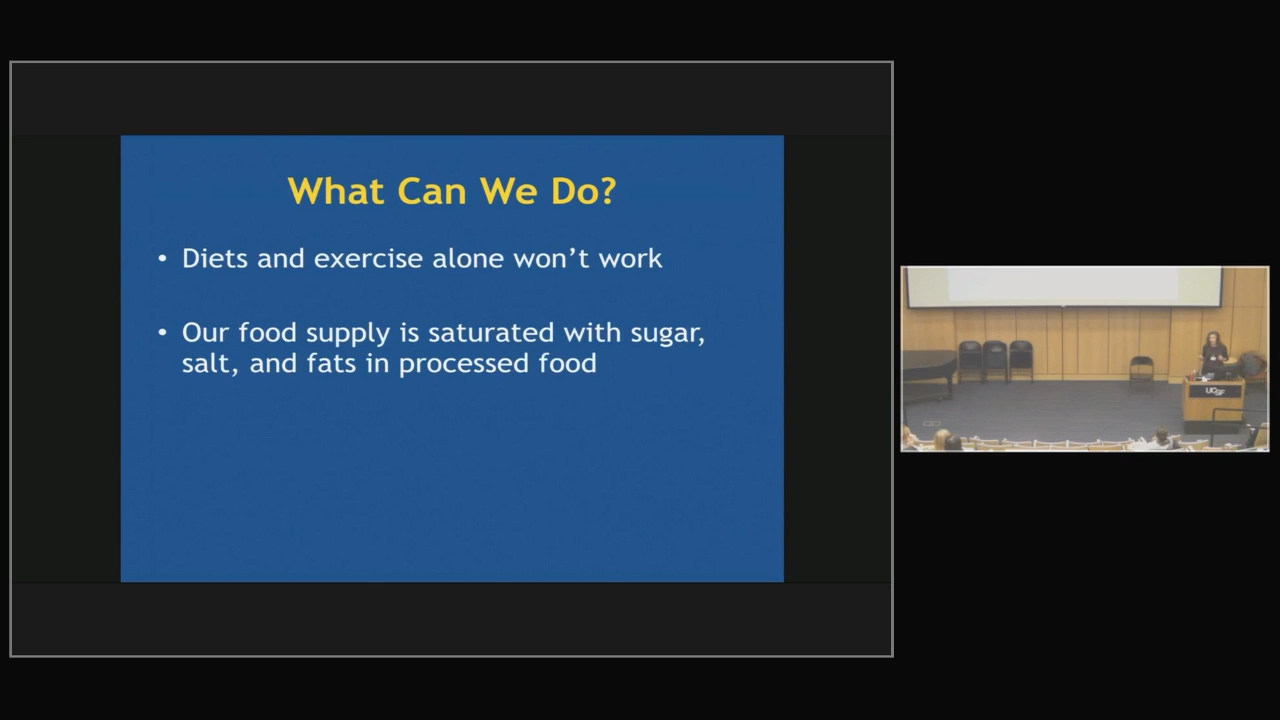 What Can We Do?
• Diets and exercise alone won’t work
• Our food supply is saturated with sugar,
salt, and fats in processed food
UCSF